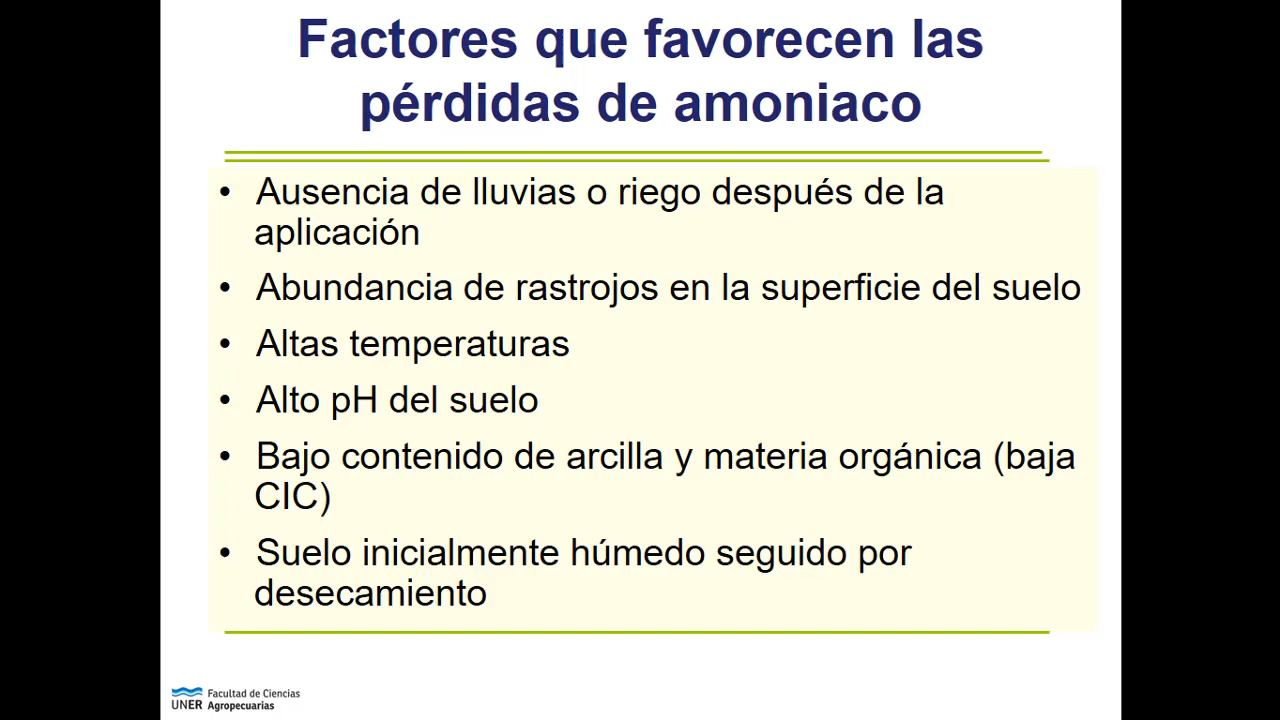 Factores que favorecen las
pérdidas de amoniaco
• Ausencia de lluvias o riego después de la
aplicación
• Abundancia de rastrojos en la superficie del suelo
• Altas temperaturas
• Alto pH del suelo
• Bajo contenido de arcilla y materia orgánica (baja
CIC)
• Suelo inicialmente húmedo seguido por
desecamiento
UNER Facultad de Ciencias
Agropecuarias